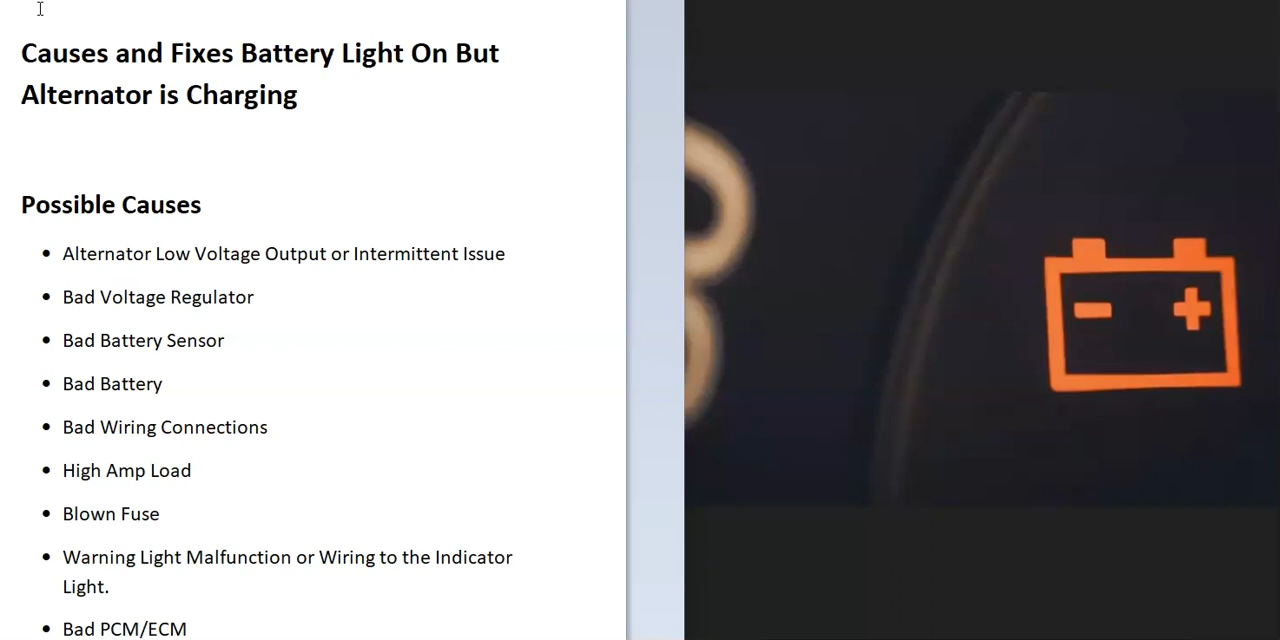 Causes and Fixes Battery Light On But
Alternator is Charging
Possible Causes
• Alternator Low Voltage Output or Intermittent Issue
• Bad Voltage Regulator
• Bad Battery Sensor
• Bad Battery
• Bad Wiring Connections
• High Amp Load
• Blown Fuse
• Warning Light Malfunction or Wiring to the Indicator
Light.
• Bad PCM/ECM